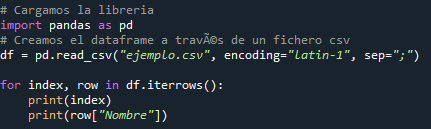 # Cargamos la libreria
import pandas as pd
# Creamos el dataframe a travÃ©s de un fichero csv
df = pd.read_csv("ejemplo.csv", encoding="latin-1", sep=";")
for index, row in df.iterrows():
print(index)
print(row["Nombre"])